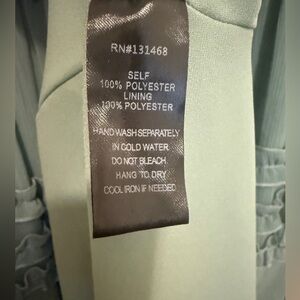 RN#131468
SELF
100% POLYESTER
LINING
100% POLYESTER
HAND WASH SEPARATELY
IN COLD WATER
DO NOT BLEACH
HANG TO DRY
COOL IRON IF NEEDED